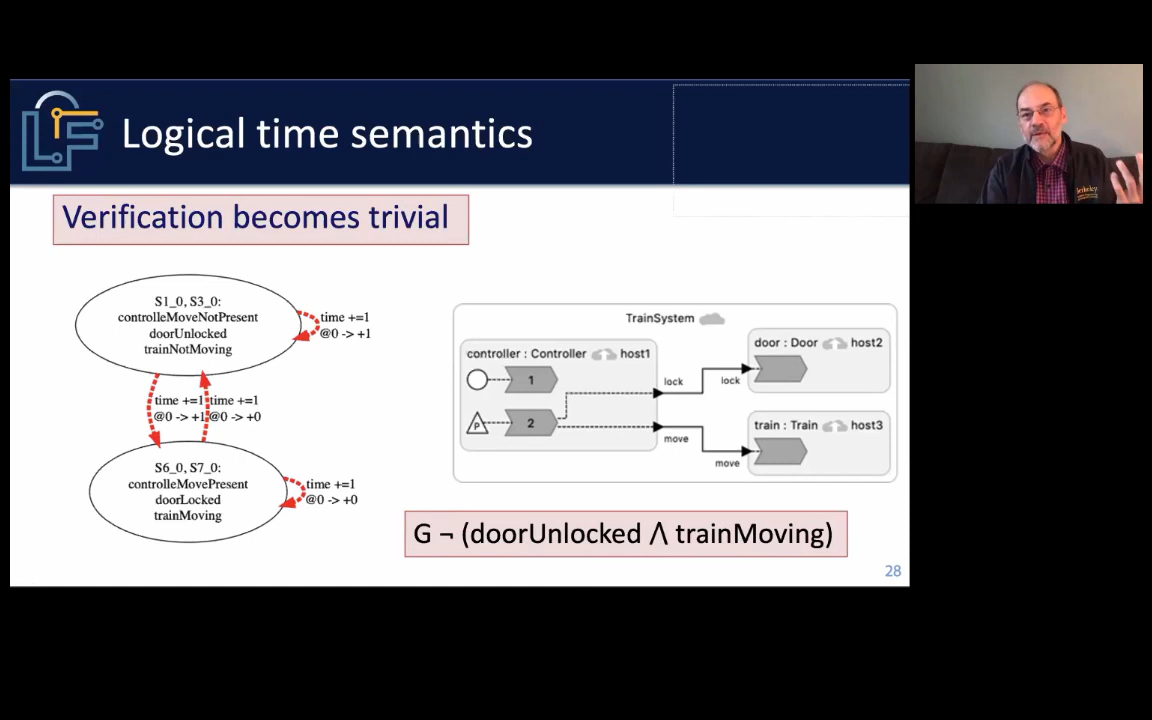 LF
Logical time semantics
Verification becomes trivial
S1_0, S3_0:
controlleMoveNotPresent
doorUnlocked
trainNotMoving
time +=1
@0 -> +1
time +=1
@0 -> +1
time +=1
@0 -> +0
S6_0, S7_0:
controlleMovePresent
doorLocked
trainMoving
time +=1
@0 -> +0
TrainSystem
controller : Controller host1
1
2
P
lock
move
door : Door host2
lock
train : Train host3
move
G ¬ (doorUnlocked ∧ trainMoving)
28
Berkeley